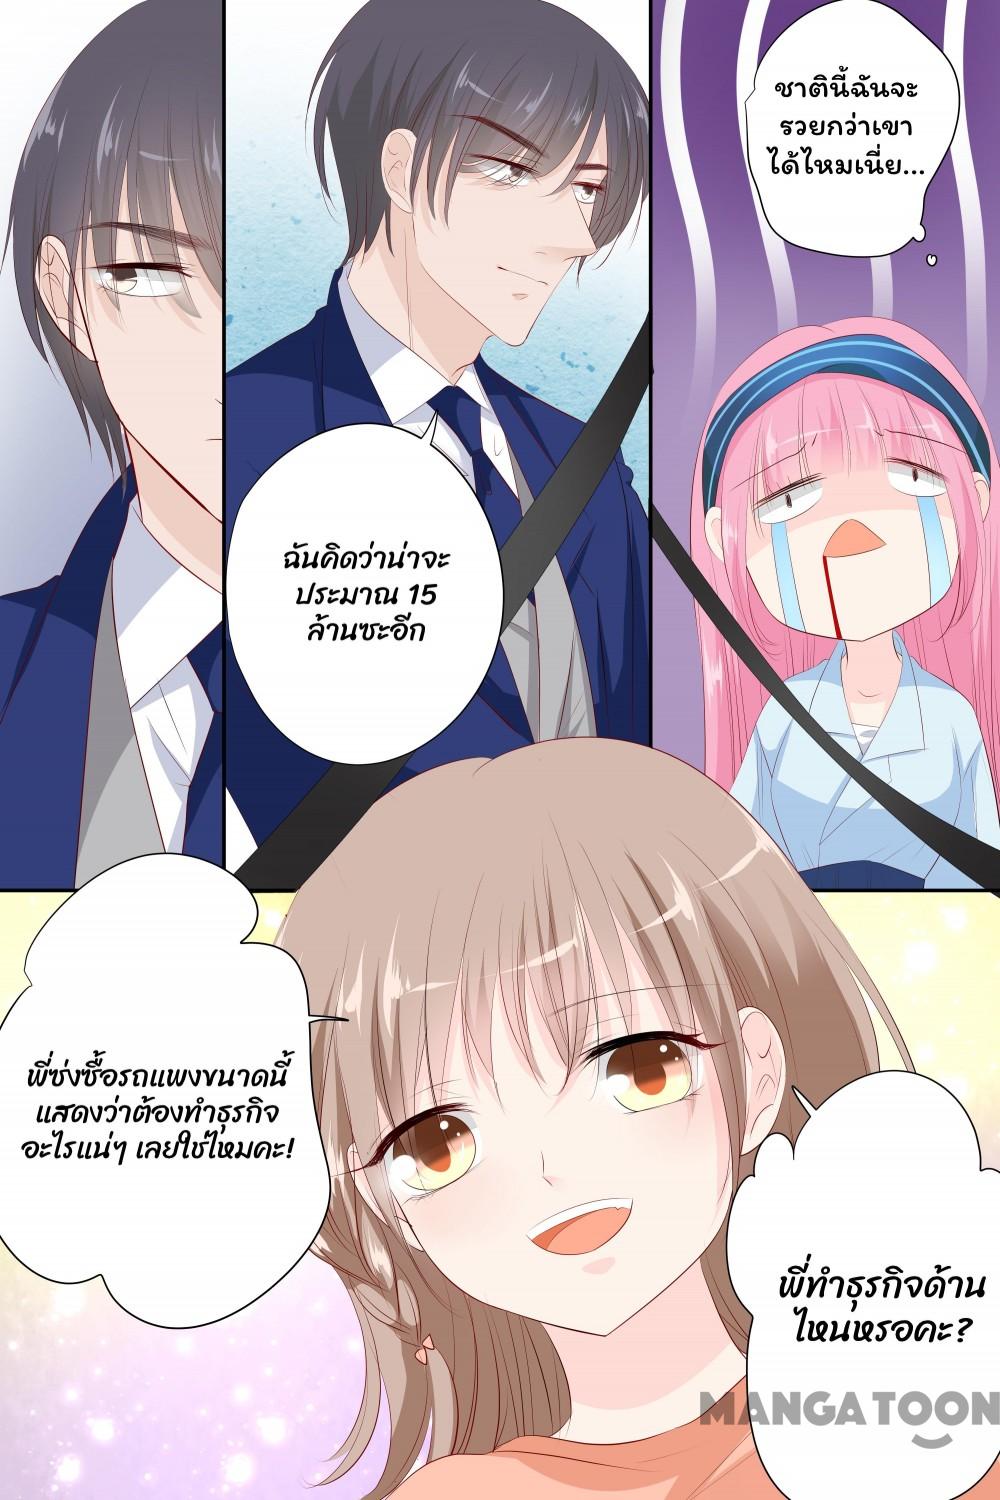 ฉันคิดว่าน่าจะ
ประมาณ 15
ล้านซะอีก
ชาตินี้ฉันจะ
รวยกว่าเขา
ได้ไหมเนี่ย...
พี่ซ่งซื้อรถแพงขนาดนี้
แสดงว่าต้องทำธุรกิจ
อะไรแน่ๆ เลยใช่ไหมคะ!
พี่ทำธุรกิจด้าน
ไหนหรอคะ?
MANGATOON